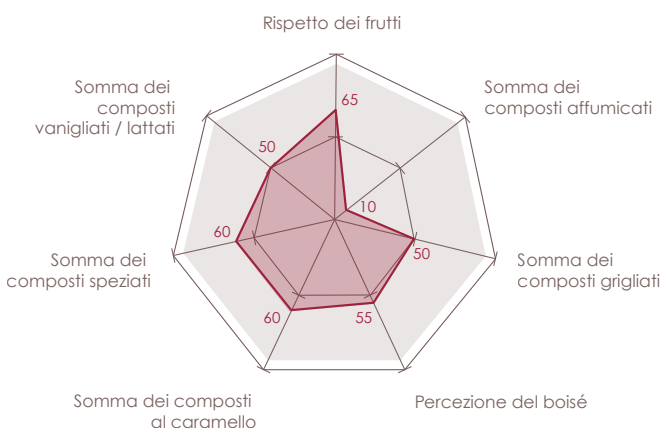 Rispetto dei frutti
65
Somma dei
composti affumicati
10
Somma dei
composti grigliati
50
Percezione del boisé
55
Somma dei composti
al caramello
60
Somma dei
composti speziati
60
Somma dei
composti
vanigliati / lattati
50